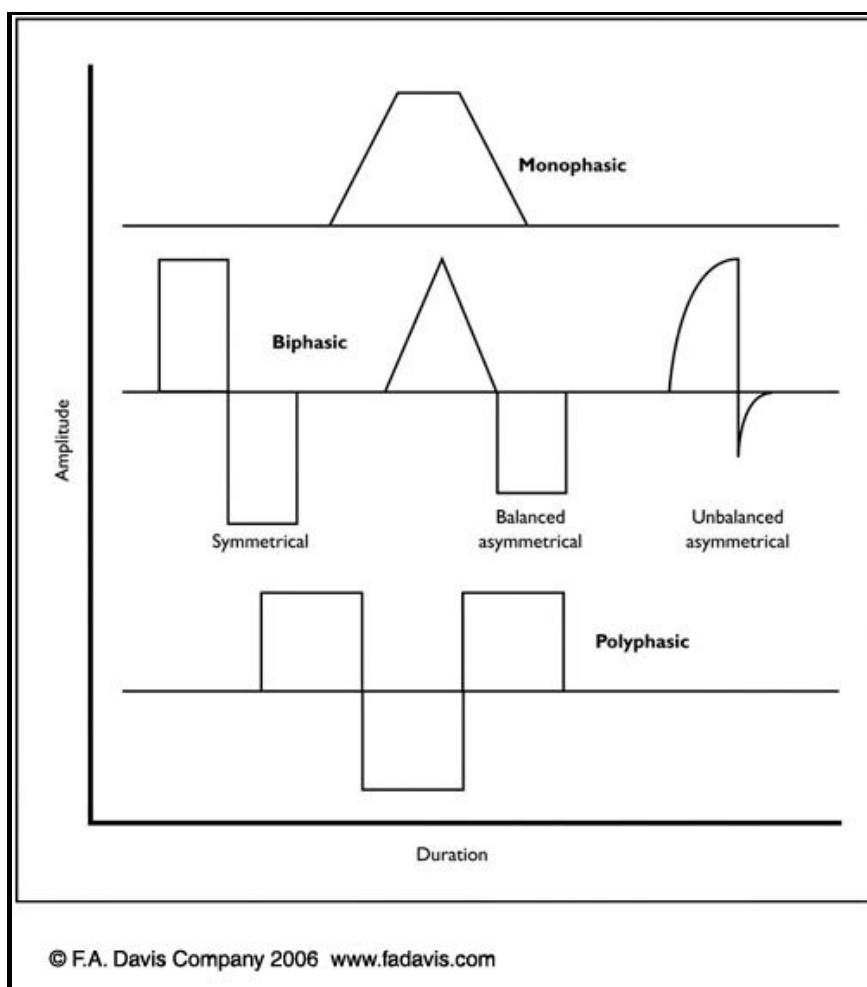 Monophasic
Biphasic
Amplitude
Symmetrical
Balanced
asymmetrical
Unbalanced
asymmetrical
Polyphasic
Duration
© F.A. Davis Company 2006 www.fadavis.com